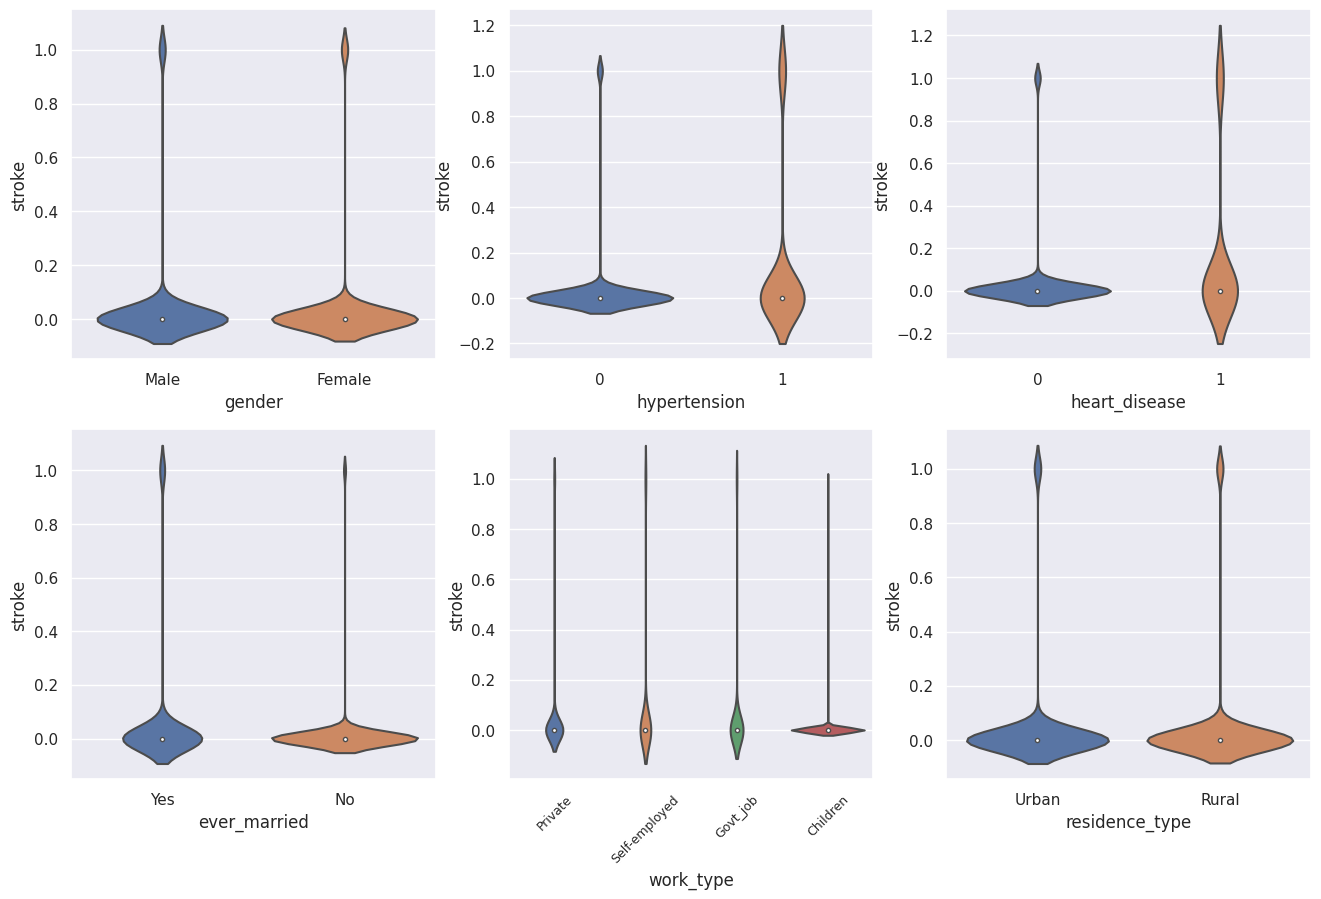 1.0
0.8
0.6
0.4
0.2
0.0
stroke
Male
Female
gender
1.2
1.0
0.8
0.6
0.4
0.2
0.0
−0.2
stroke
0
1
hypertension
1.2
1.0
0.8
0.6
0.4
0.2
0.0
−0.2
stroke
0
1
heart_disease
1.0
0.8
0.6
0.4
0.2
0.0
stroke
Yes
No
ever_married
1.0
0.8
0.6
0.4
0.2
0.0
stroke
Private
Self-employed
Govt_job
Children
work_type
1.0
0.8
0.6
0.4
0.2
0.0
stroke
Urban
Rural
residence_type